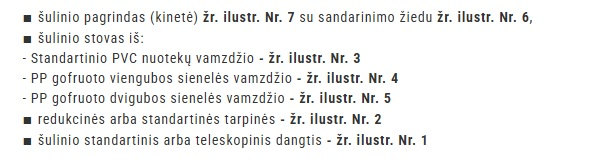 ▪ šulinio pagrindas (kinetė) žr. ilustr. Nr. 7 su sandarinimo žiedu žr. ilustr. Nr. 6,
▪ šulinio stovas iš:
- Standartinio PVC nuotekų vamzdžio - žr. ilustr. Nr. 3
- PP gofruoto viengubos sienelės vamzdžio - žr. ilustr. Nr. 4
- PP gofruoto dvigubos sienelės vamzdžio - žr. ilustr. Nr. 5
▪ redukcinės arba standartinės tarpinės - žr. ilustr. Nr. 2
▪ šulinio standartinis arba teleskopinis dangtis - žr. ilustr. Nr. 1